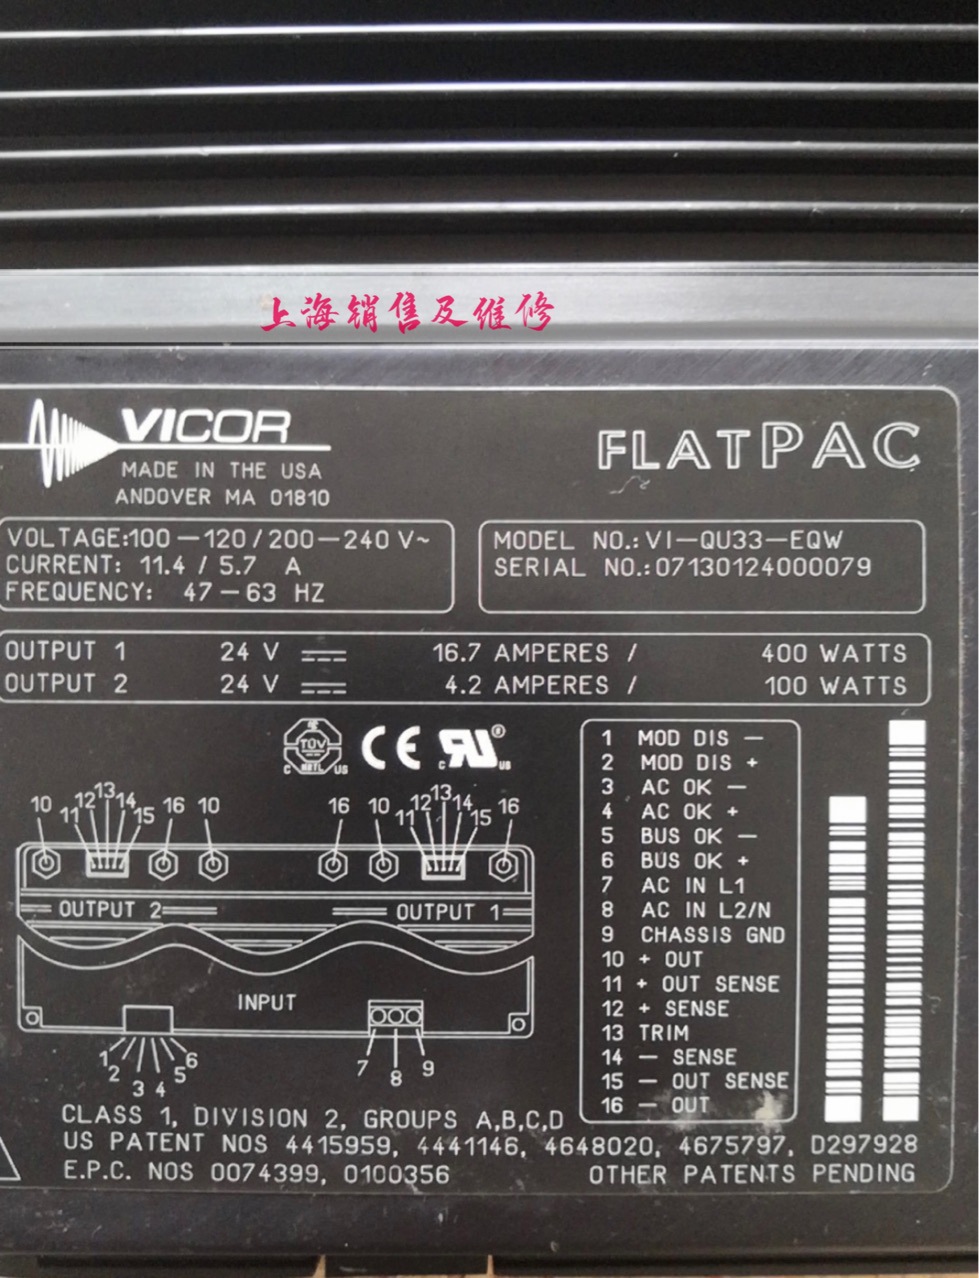 上海销售及维修
VICOR
MADE IN THE USA
ANDOVER MA 01810
FLATPAC
VOLTAGE:100-120/200-240 V~
CURRENT: 11.4 / 5.7 A
FREQUENCY: 47-63 HZ
MODEL NO.: VI-QU33-EQW
SERIAL NO.: 07130124000079
OUTPUT 1 24 V 16.7 AMPERES / 400 WATTS
OUTPUT 2 24 V 4.2 AMPERES / 100 WATTS
TÜV CE RU ®
C NRTL US C US
1 MOD DIS -
2 MOD DIS +
3 AC OK -
4 AC OK +
5 BUS OK -
6 BUS OK +
7 AC IN L1
8 AC IN L2/N
9 CHASSIS GND
10 + OUT
11 + OUT SENSE
12 + SENSE
13 TRIM
14 - SENSE
15 - OUT SENSE
16 - OUT
10 11 12 13 14 15 16 10 16 10 11 12 13 14 15 16
OUTPUT 2 OUTPUT 1
INPUT
1 2 3 4 5 6 7 8 9
CLASS 1, DIVISION 2, GROUPS A,B,C,D
US PATENT NOS 4415959, 4441146, 4648020, 4675797, D297928
E.P.C. NOS 0074399, 0100356 OTHER PATENTS PENDING